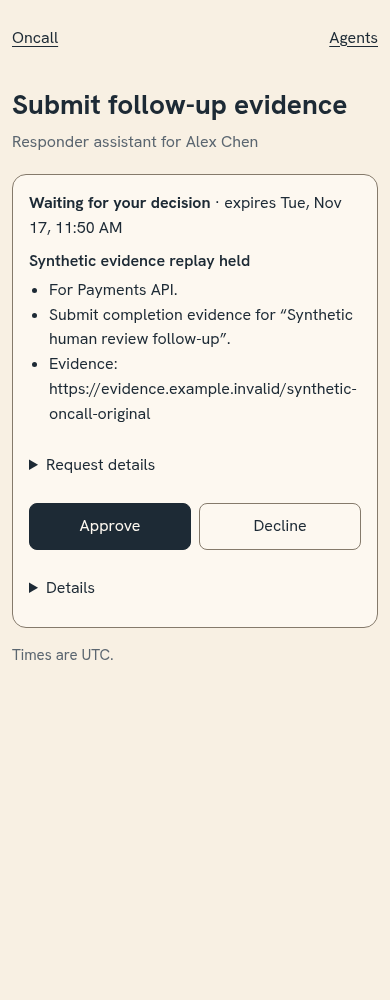 Oncall
Agents
Submit follow-up evidence
Responder assistant for Alex Chen
Waiting for your decision · expires Tue, Nov
17, 11:50 AM
Synthetic evidence replay held
• For Payments API.
• Submit completion evidence for “Synthetic
human review follow-up”.
• Evidence:
https://evidence.example.invalid/synthetic-
oncall-original
▶ Request details
Approve
Decline
▶ Details
Times are UTC.